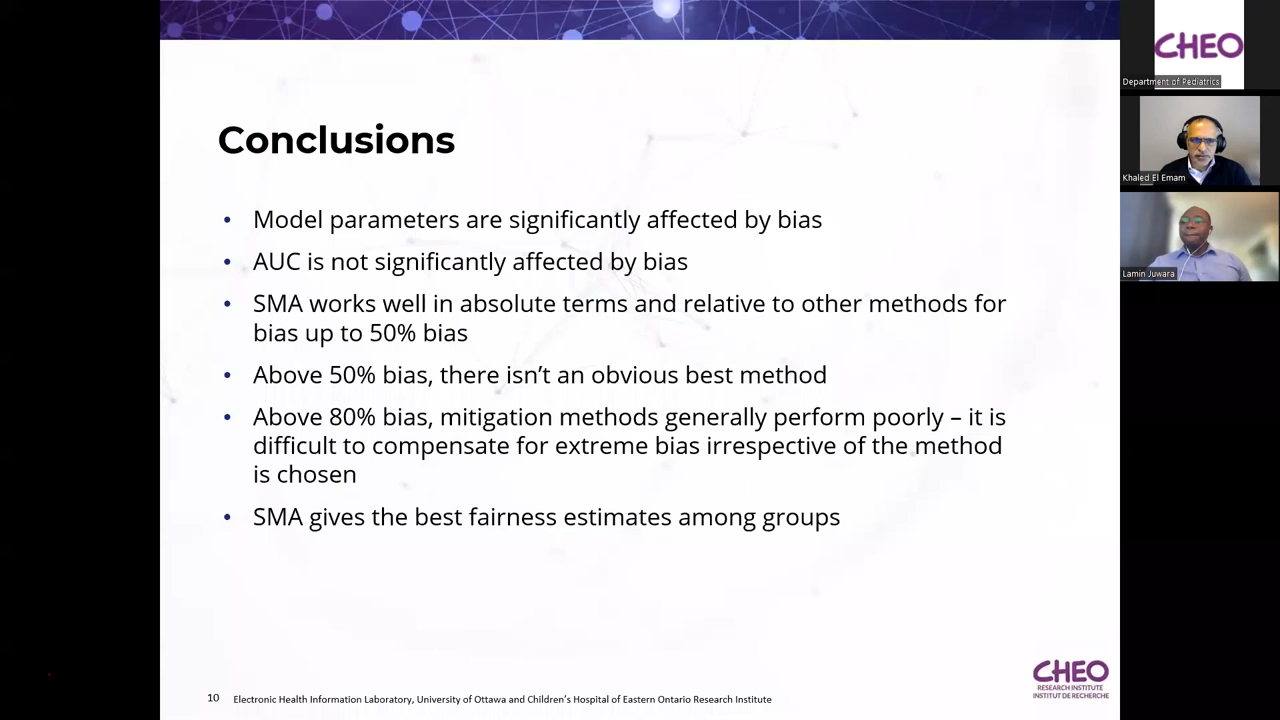 Conclusions
• Model parameters are significantly affected by bias
• AUC is not significantly affected by bias
• SMA works well in absolute terms and relative to other methods for
bias up to 50% bias
• Above 50% bias, there isn't an obvious best method
• Above 80% bias, mitigation methods generally perform poorly – it is
difficult to compensate for extreme bias irrespective of the method
is chosen
• SMA gives the best fairness estimates among groups
10 Electronic Health Information Laboratory, University of Ottawa and Children's Hospital of Eastern Ontario Research Institute
CHEO
RESEARCH INSTITUTE
INSTITUT DE RECHERCHE
CHEO
Department of Pediatrics
Khaled El Emam
Lamin Juwara